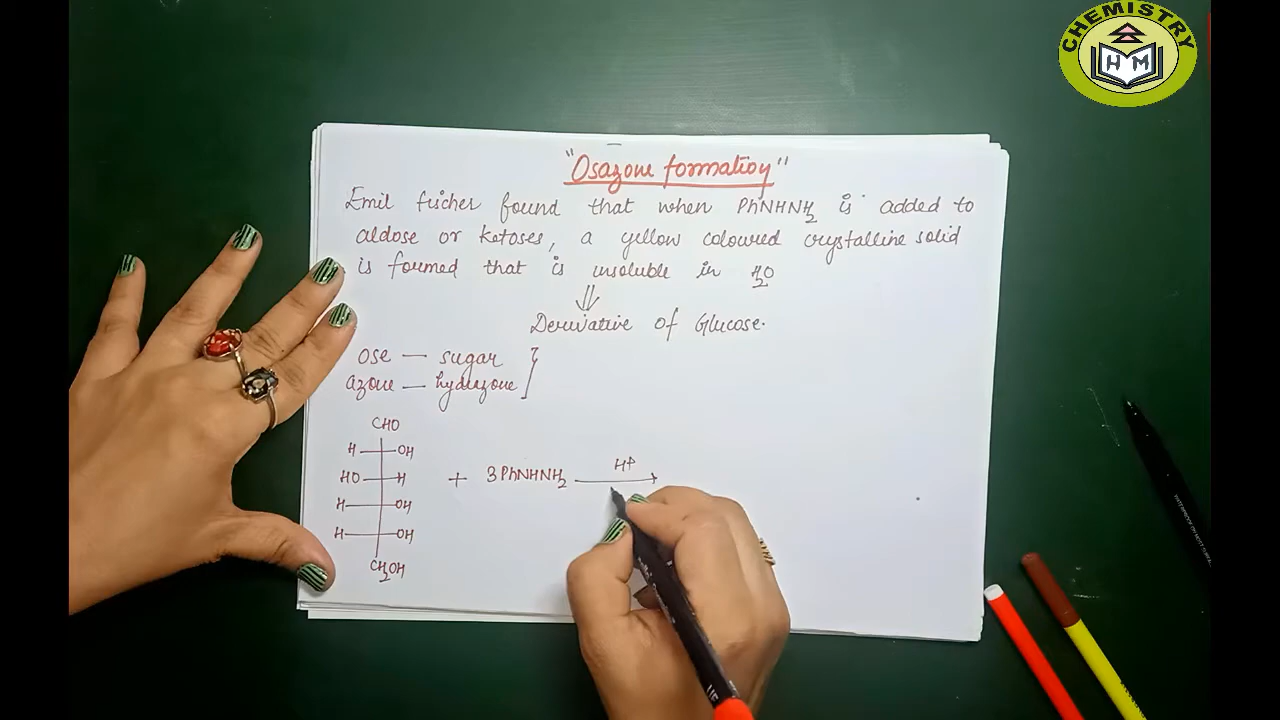 CHEMISTRY
HM
"Osazone formation"
Emil fischer found that when PhNHNH2 is added to
aldose or ketoses, a yellow coloured crystalline solid
is formed that is insoluble in H2O
⇓
Derivative of Glucose.
ose — sugar
azone — hydrazone
CHO
H OH
HO H + 3PhNHNH2 H+ →
H OH
H OH
CH2OH